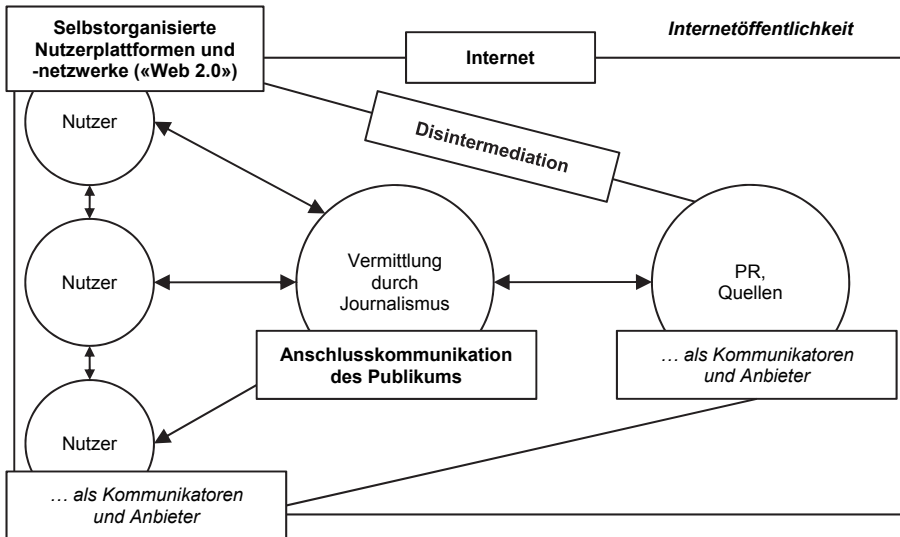 Selbstorganisierte
Nutzerplattformen und
-netzwerke («Web 2.0»)
Internet
Internetöffentlichkeit
Nutzer
Disintermediation
Nutzer
Vermittlung
durch
Journalismus
PR,
Quellen
Anschlusskommunikation
des Publikums
… als Kommunikatoren
und Anbieter
Nutzer
… als Kommunikatoren
und Anbieter